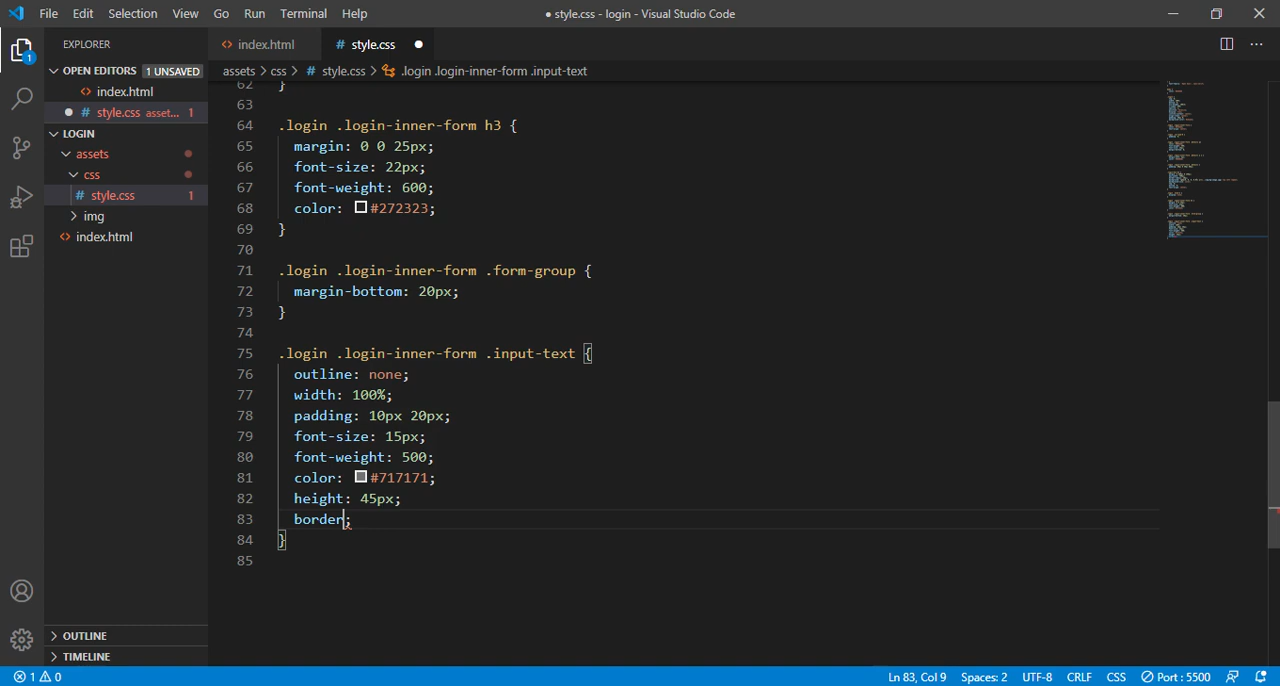 File Edit Selection View Go Run Terminal Help
● style.css - login - Visual Studio Code
EXPLORER
<> index.html
# style.css ●
OPEN EDITORS 1 UNSAVED
assets > css > # style.css > .login .login-inner-form .input-text
<> index.html
● # style.css asset... 1
LOGIN
assets
css
# style.css 1
img
<> index.html
62 }
63
64 .login .login-inner-form h3 {
65 margin: 0 0 25px;
66 font-size: 22px;
67 font-weight: 600;
68 color: #272323;
69 }
70
71 .login .login-inner-form .form-group {
72 margin-bottom: 20px;
73 }
74
75 .login .login-inner-form .input-text {
76 outline: none;
77 width: 100%;
78 padding: 10px 20px;
79 font-size: 15px;
80 font-weight: 500;
81 color: #717171;
82 height: 45px;
83 border;
84 }
85
1
OUTLINE
TIMELINE
1 0
Ln 83, Col 9 Spaces: 2 UTF-8 CRLF CSS Port : 5500